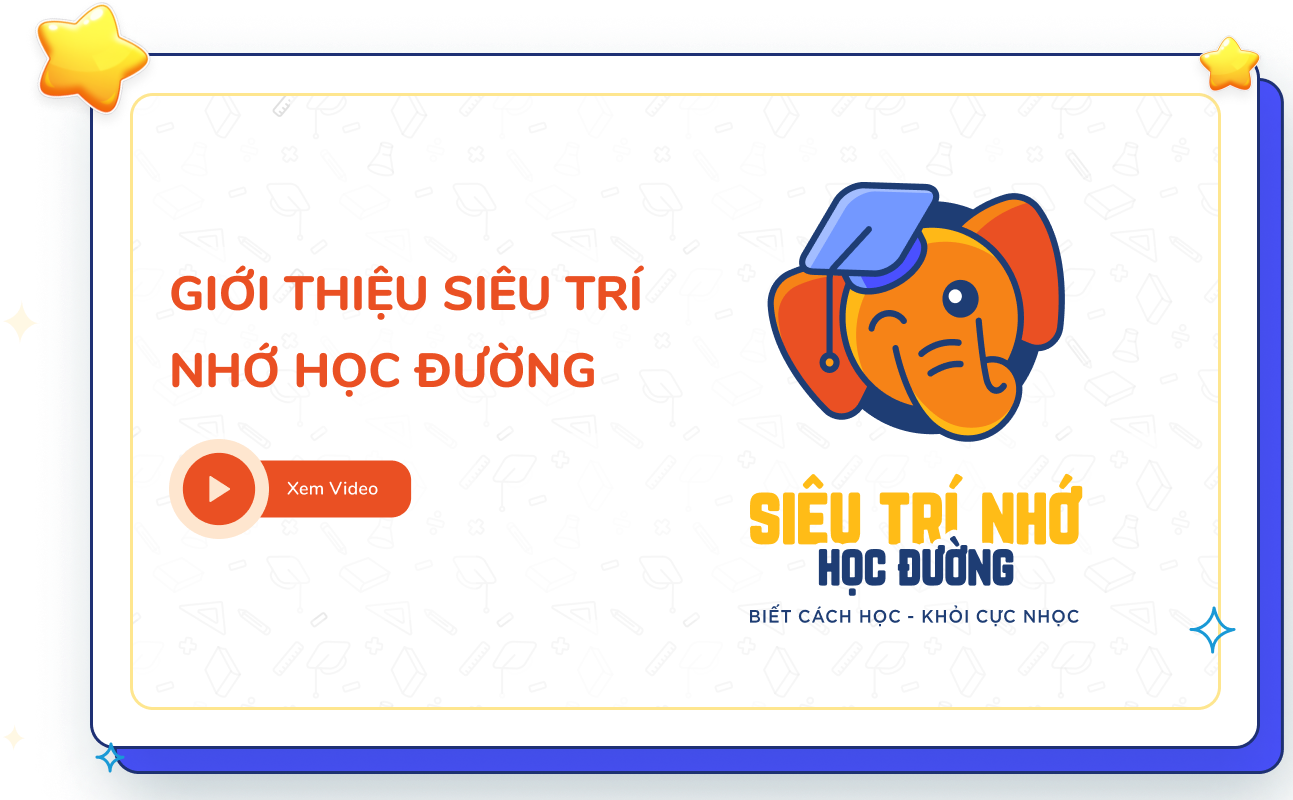 GIỚI THIỆU SIÊU TRÍ
NHỚ HỌC ĐƯỜNG
Xem Video
SIÊU TRÍ NHỚ
HỌC ĐƯỜNG
BIẾT CÁCH HỌC - KHỎI CỰC NHỌC